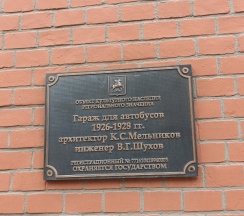 ОБЪЕКТ КУЛЬТУРНОГО НАСЛЕДИЯ
РЕГИОНАЛЬНОГО ЗНАЧЕНИЯ
Гараж для автобусов
1926-1928 гг.
архитектор К.С.Мельников
инженер В.Г.Шухов
РЕГИСТРАЦИОННЫЙ №
ОХРАНЯЕТСЯ ГОСУДАРСТВОМ